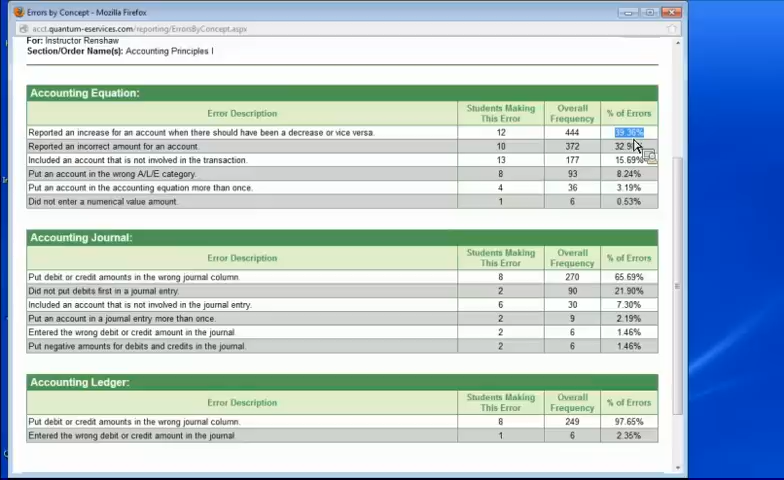 Errors by Concept - Mozilla Firefox
acct.quantum-eservices.com/reporting/ErrorsByConcept.aspx
For: Instructor Renshaw
Section/Order Name(s): Accounting Principles I
Accounting Equation:
Error Description Students Making This Error Overall Frequency % of Errors
Reported an increase for an account when there should have been a decrease or vice versa. 12 444 39.36%
Reported an incorrect amount for an account. 10 372
Included an account that is not involved in the transaction. 13 177 15.69%
Put an account in the wrong A/L/E category. 8 93 8.24%
Put an account in the accounting equation more than once. 4 36 3.19%
Did not enter a numerical value amount. 1 6 0.53%
Accounting Journal:
Error Description Students Making This Error Overall Frequency % of Errors
Put debit or credit amounts in the wrong journal column. 8 270 65.69%
Did not put debits first in a journal entry. 2 90 21.90%
Included an account that is not involved in the journal entry. 6 30 7.30%
Put an account in a journal entry more than once. 2 9 2.19%
Entered the wrong debit or credit amount in the journal 2 6 1.46%
Put negative amounts for debits and credits in the journal. 2 6 1.46%
Accounting Ledger:
Error Description Students Making This Error Overall Frequency % of Errors
Put debit or credit amounts in the wrong journal column. 8 249 97.65%
Entered the wrong debit or credit amount in the journal 1 6 2.35%